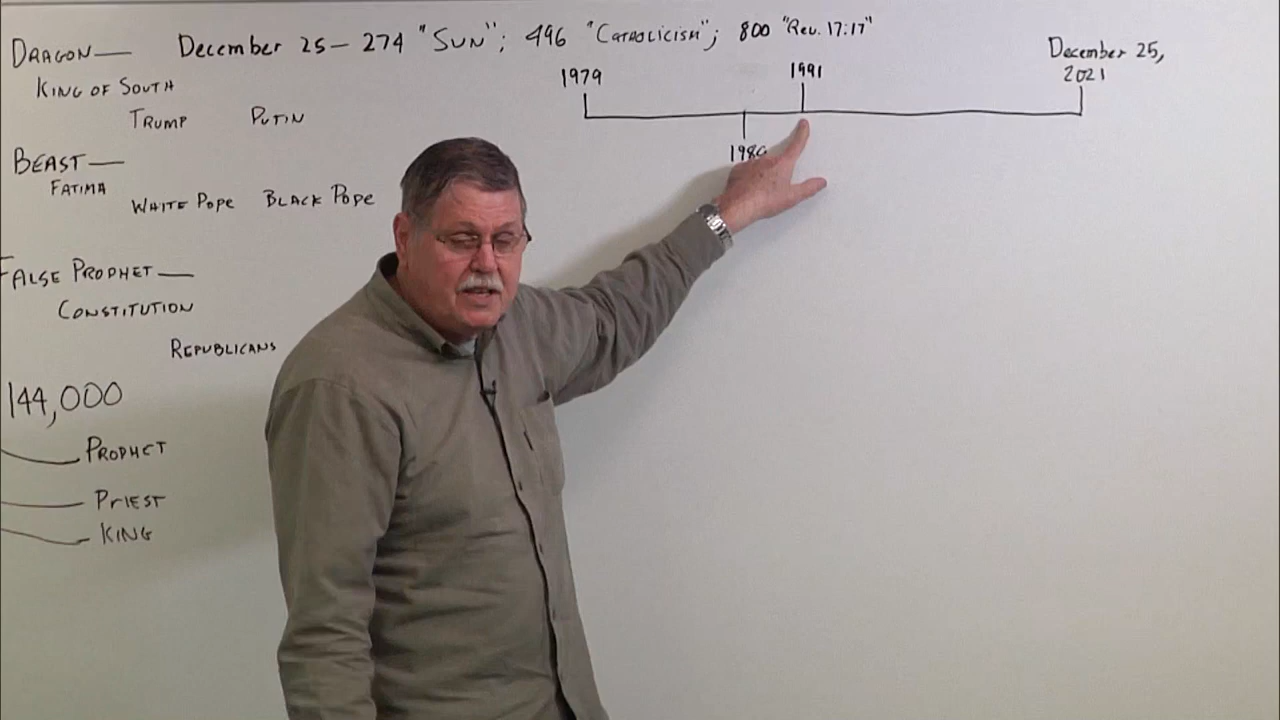 DRAGON— December 25— 274 "SUN"; 496 "CATHOLICISM"; 800 "Rev. 17:17"
KING OF SOUTH
TRUMP PUTIN
BEAST—
FATIMA
WHITE POPE BLACK POPE
FALSE PROPHET—
CONSTITUTION
REPUBLICANS
144,000
PROPHET
PRIEST
KING
1979
1991
December 25,
2021